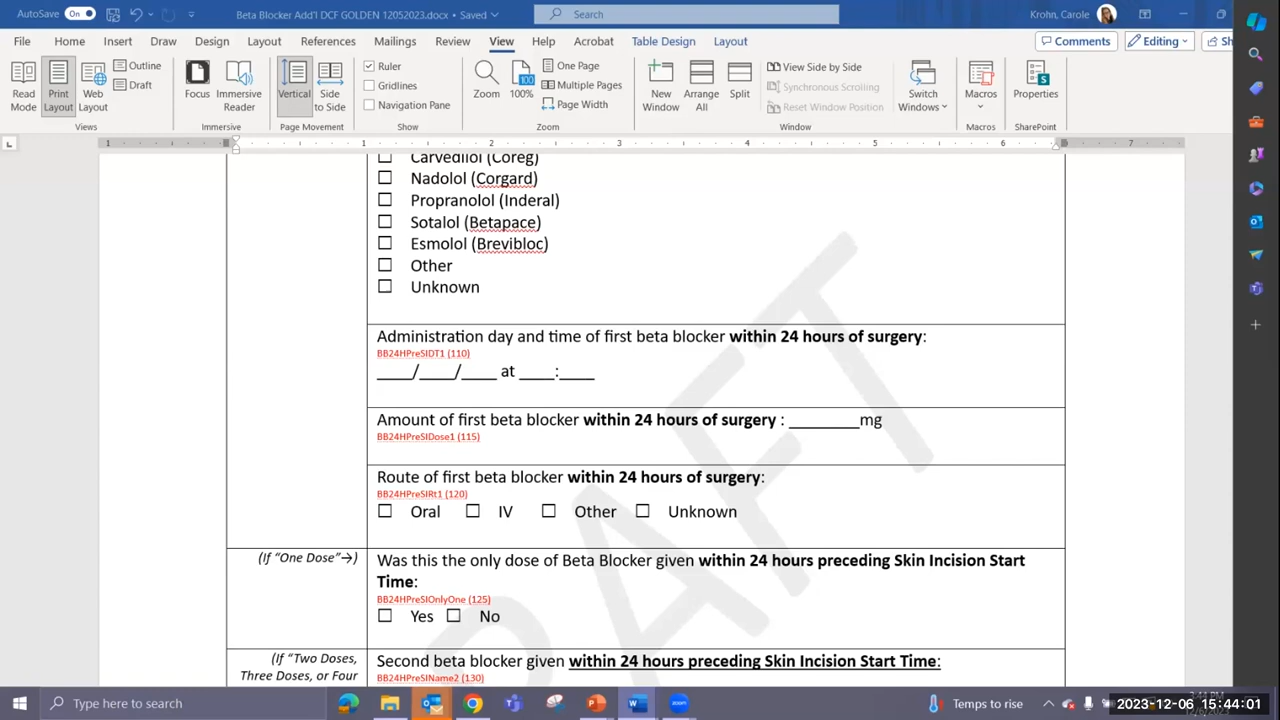 AutoSave On Beta Blocker Add'l DCF GOLDEN 12052023.docx • Saved Search Krohn, Carole
File Home Insert Draw Design Layout References Mailings Review View Help Acrobat Table Design Layout Comments Editing Sh
Read Mode
Print Layout
Web Layout
Outline
Draft
Views
Focus
Immersive Reader
Immersive
Vertical
Side to Side
Page Movement
Ruler
Gridlines
Navigation Pane
Show
Zoom
100%
One Page
Multiple Pages
Page Width
Zoom
New Window
Arrange All
Split
View Side by Side
Synchronous Scrolling
Reset Window Position
Window
Switch Windows
Macros
Macros
Properties
SharePoint
1 1 2 3 4 5 6 7
☐ Carvedilol (Coreg)
☐ Nadolol (Corgard)
☐ Propranolol (Inderal)
☐ Sotalol (Betapace)
☐ Esmolol (Brevibloc)
☐ Other
☐ Unknown
Administration day and time of first beta blocker within 24 hours of surgery:
BB24HPreSIDT1 (110)
____/____/____ at ____:____
Amount of first beta blocker within 24 hours of surgery : ________mg
BB24HPreSIDose1 (115)
Route of first beta blocker within 24 hours of surgery:
BB24HPreSIRt1 (120)
☐ Oral ☐ IV ☐ Other ☐ Unknown
(If "One Dose"→)
Was this the only dose of Beta Blocker given within 24 hours preceding Skin Incision Start
Time:
BB24HPreSIOnlyOne (125)
☐ Yes ☐ No
(If "Two Doses,
Three Doses, or Four
Second beta blocker given within 24 hours preceding Skin Incision Start Time:
BB24HPreSIName2 (130)
DRAFT
Type here to search
Temps to rise
2023-12-06 15:44:01